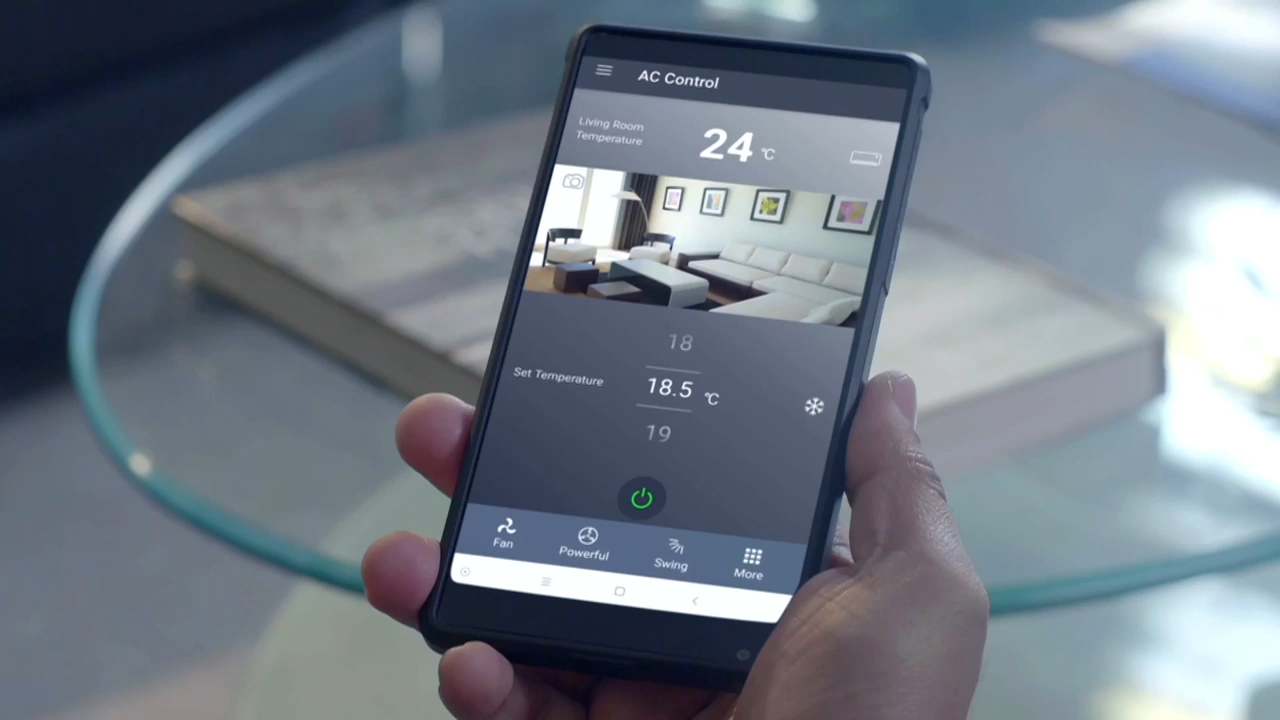 AC Control
Living Room
Temperature
24 °C
18
Set Temperature
18.5 °C
19
Fan
Powerful
Swing
More